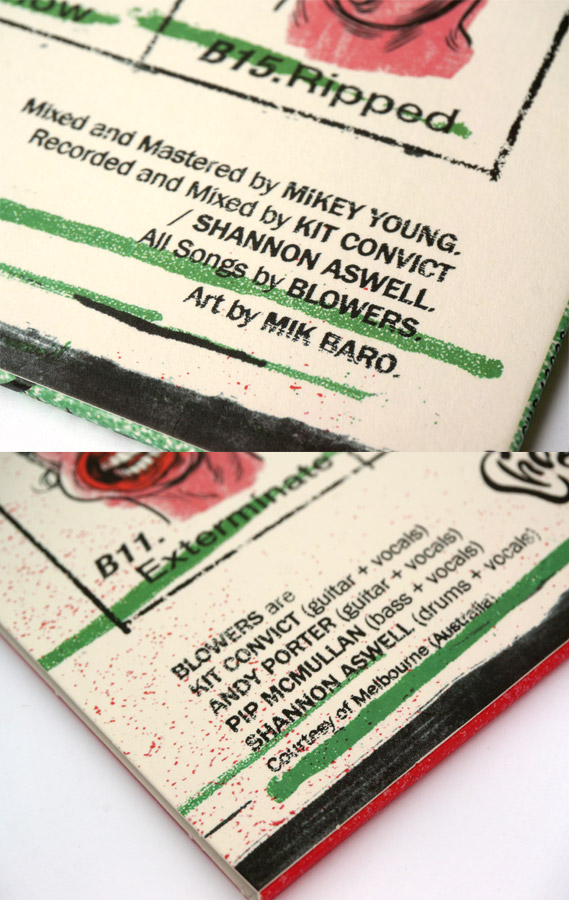 B15. Ripped
Mixed and Mastered by MiKEY YOUNG.
Recorded and Mixed by KIT CONVICT
/ SHANNON ASWELL.
All Songs by BLOWERS.
Art by MIK BARO.
B11.
Exterminate
BLOWERS are
KIT CONVICT (guitar + vocals)
ANDY PORTER (guitar + vocals)
PIP MCMULLAN (bass + vocals)
SHANNON ASWELL (drums + vocals)
Courtesy of Melbourne (Australia)